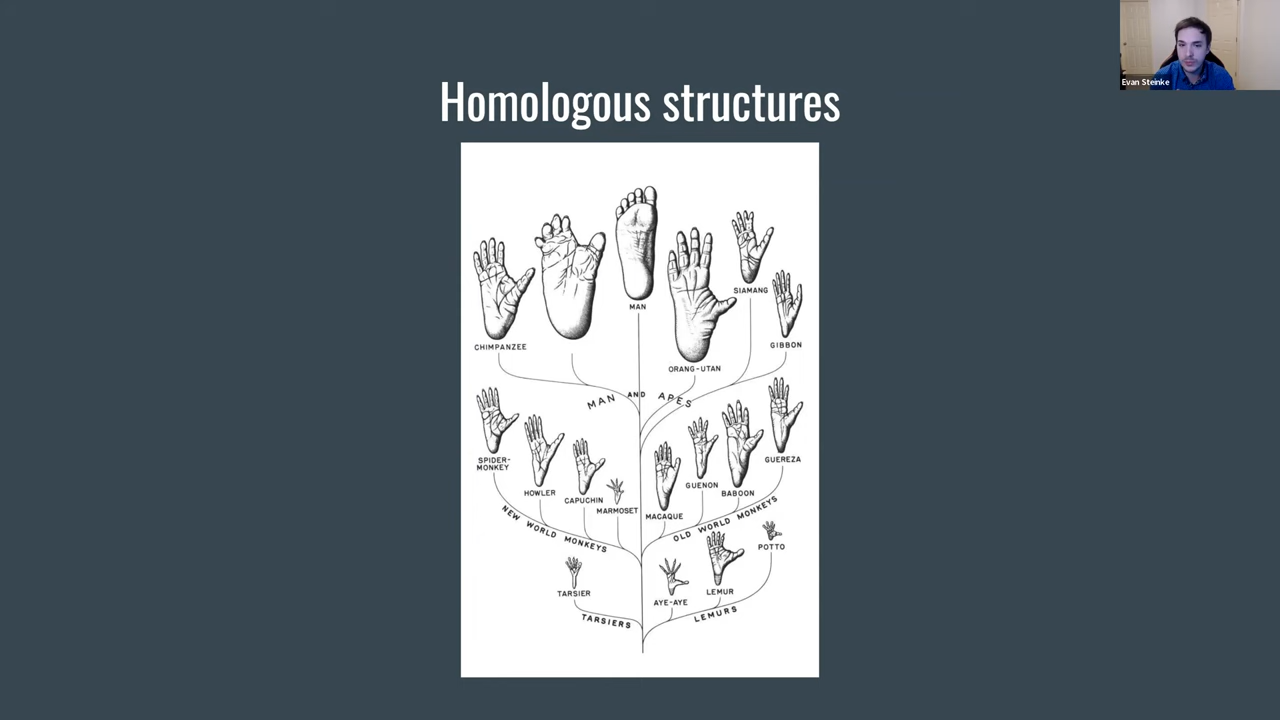 Evan Steinke
Homologous structures
MAN
SIAMANG
CHIMPANZEE
GIBBON
ORANG-UTAN
MAN AND APES
SPIDER-
MONKEY
HOWLER
CAPUCHIN
MARMOSET
MACAQUE
GUENON
BABOON
GUEREZA
NEW WORLD MONKEYS
OLD WORLD MONKEYS
POTTO
TARSIER
AYE-AYE
LEMUR
TARSIERS
LEMURS